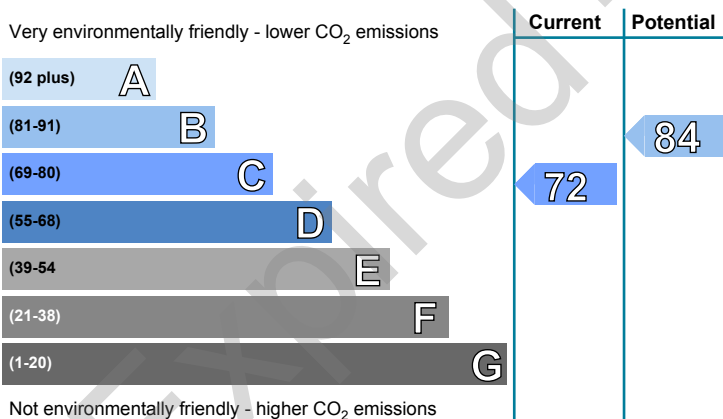 Very environmentally friendly - lower CO2 emissions
Current
Potential
(92 plus) A
(81-91) B
84
(69-80) C
72
(55-68) D
(39-54 E
(21-38) F
(1-20) G
Not environmentally friendly - higher CO2 emissions
Expired